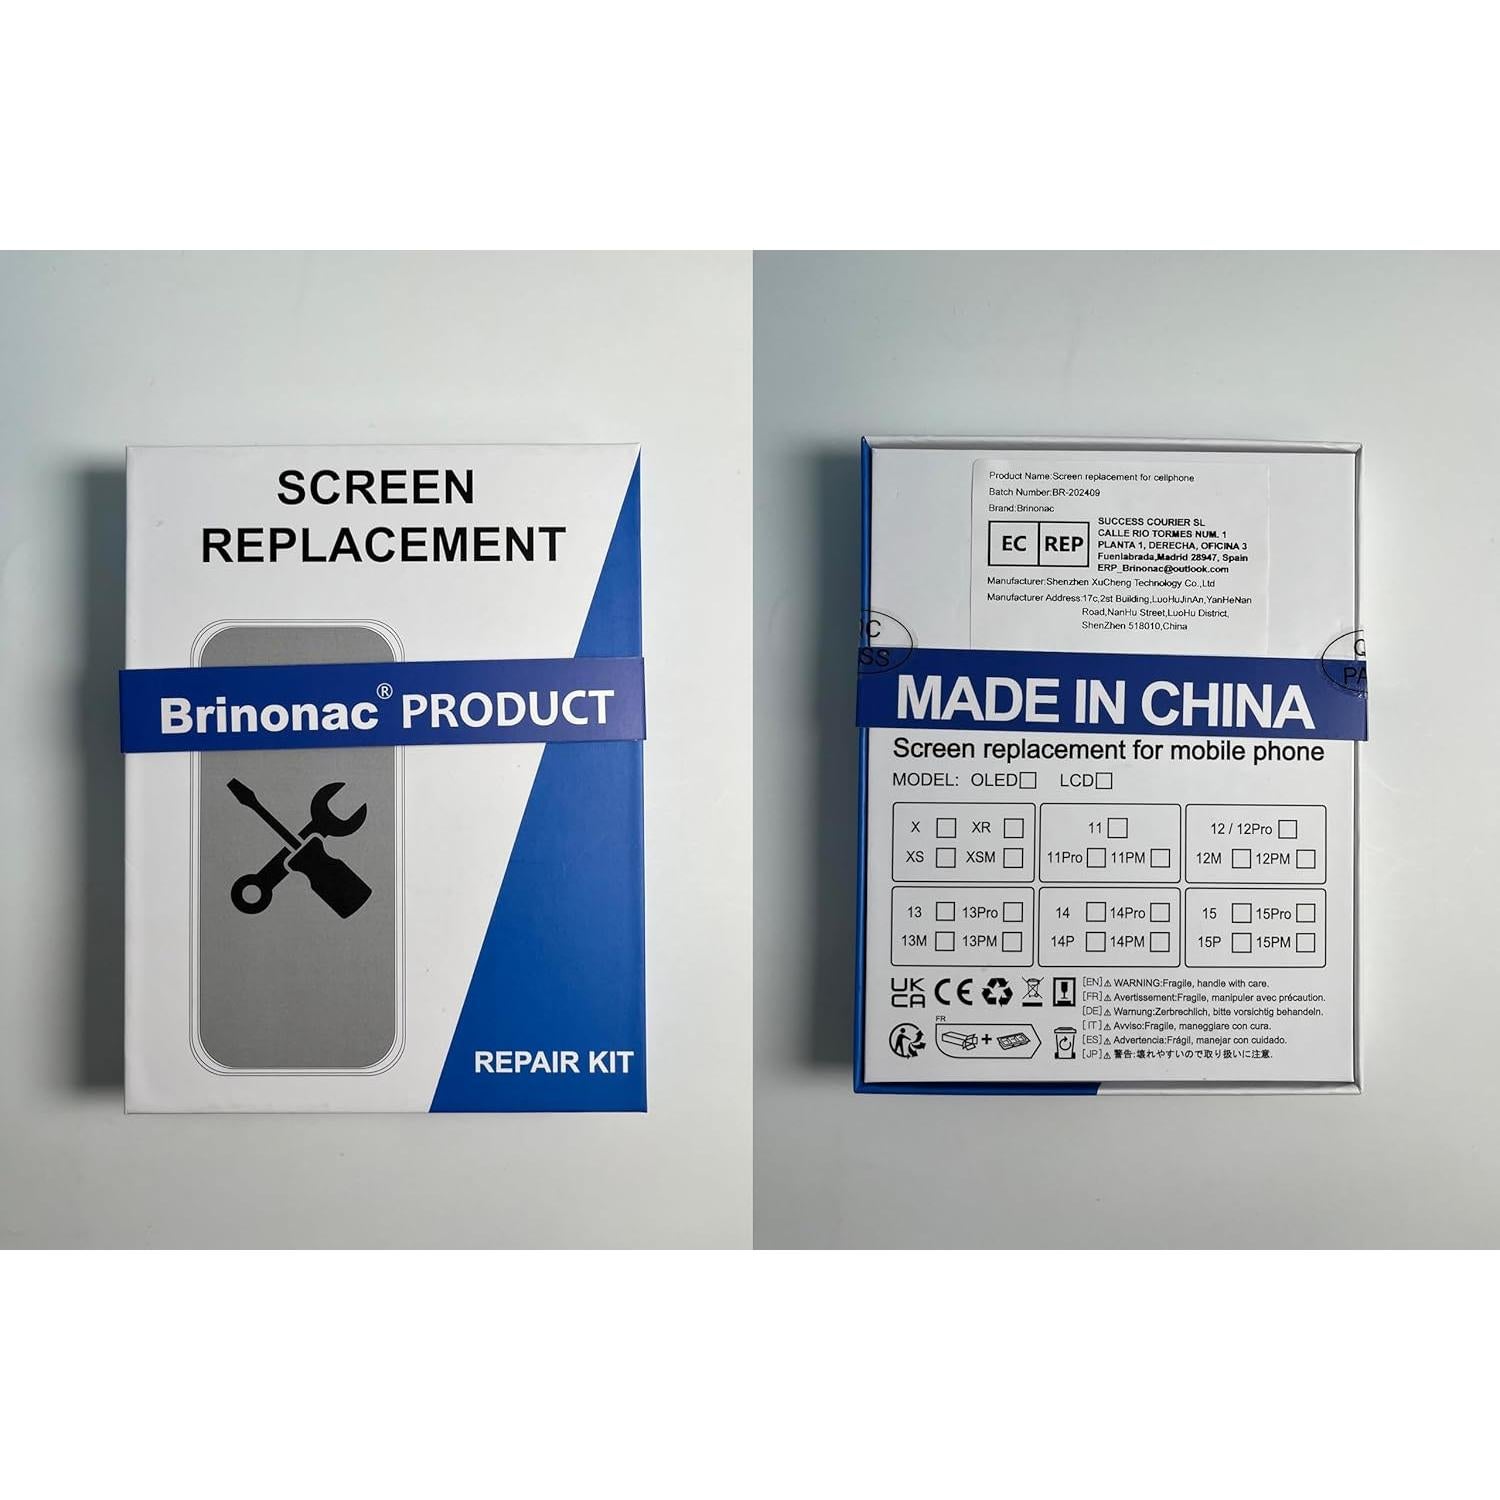 SCREEN
REPLACEMENT
Brinonac® PRODUCT
REPAIR KIT
Product Name:Screen replacement for cellphone
Batch Number:BR-202409
Brand:Brinonac
EC REP
SUCCESS COURIER SL
CALLE RIO TORMES NUM. 1
PLANTA 1, DERECHA, OFICINA 3
Fuenlabrada,Madrid 28947, Spain
ERP_Brinonac@outlook.com
Manufacturer:Shenzhen XuCheng Technology Co.,Ltd
Manufacturer Address:17c,2st Building,LuoHuJinAn,YanHeNan
Road,NanHu Street,LuoHu District,
ShenZhen 518010,China
MADE IN CHINA
Screen replacement for mobile phone
MODEL: OLED LCD
X XR
XS XSM
11
11Pro 11PM
12 / 12Pro
12M 12PM
13 13Pro
13M 13PM
14 14Pro
14P 14PM
15 15Pro
15P 15PM
UK
CA
CE
FR
[EN]⚠ WARNING:Fragile, handle with care.
[FR]⚠ Avertissement:Fragile, manipuler avec précaution.
[DE]⚠ Warnung:Zerbrechlich, bitte vorsichtig behandeln.
[IT]⚠ Avviso:Fragile, maneggiare con cura.
[ES]⚠ Advertencia:Frágil, manejar con cuidado.
[JP]⚠ 警告:壊れやすいので取り扱いに注意.